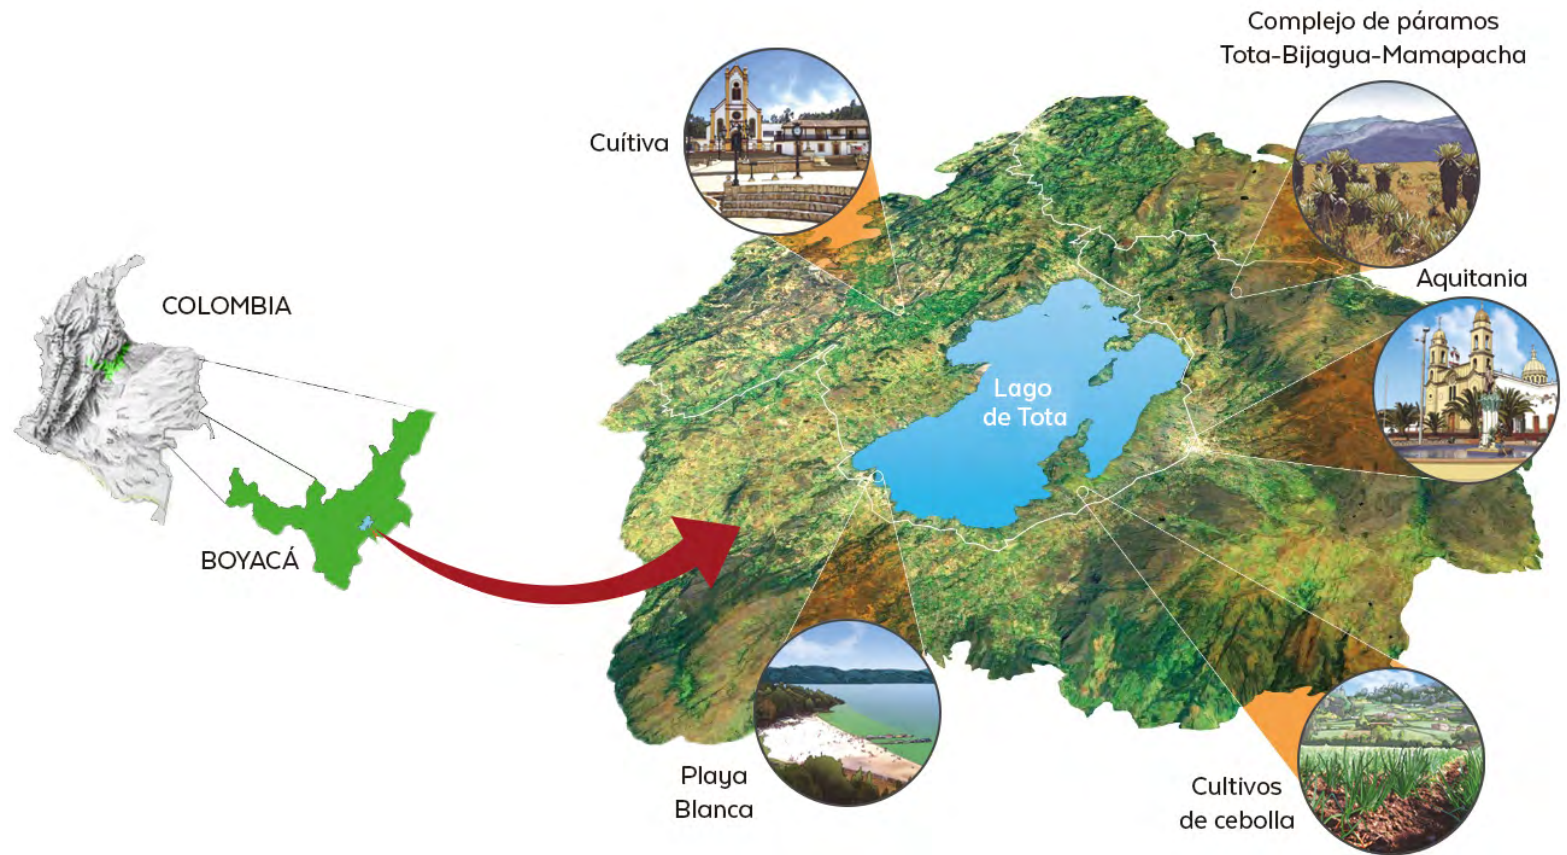 Complejo de páramos
Tota-Bijagua-Mamapacha
Cuítiva
Aquitania
COLOMBIA
Lago
de Tota
BOYACÁ
Playa
Blanca
Cultivos
de cebolla